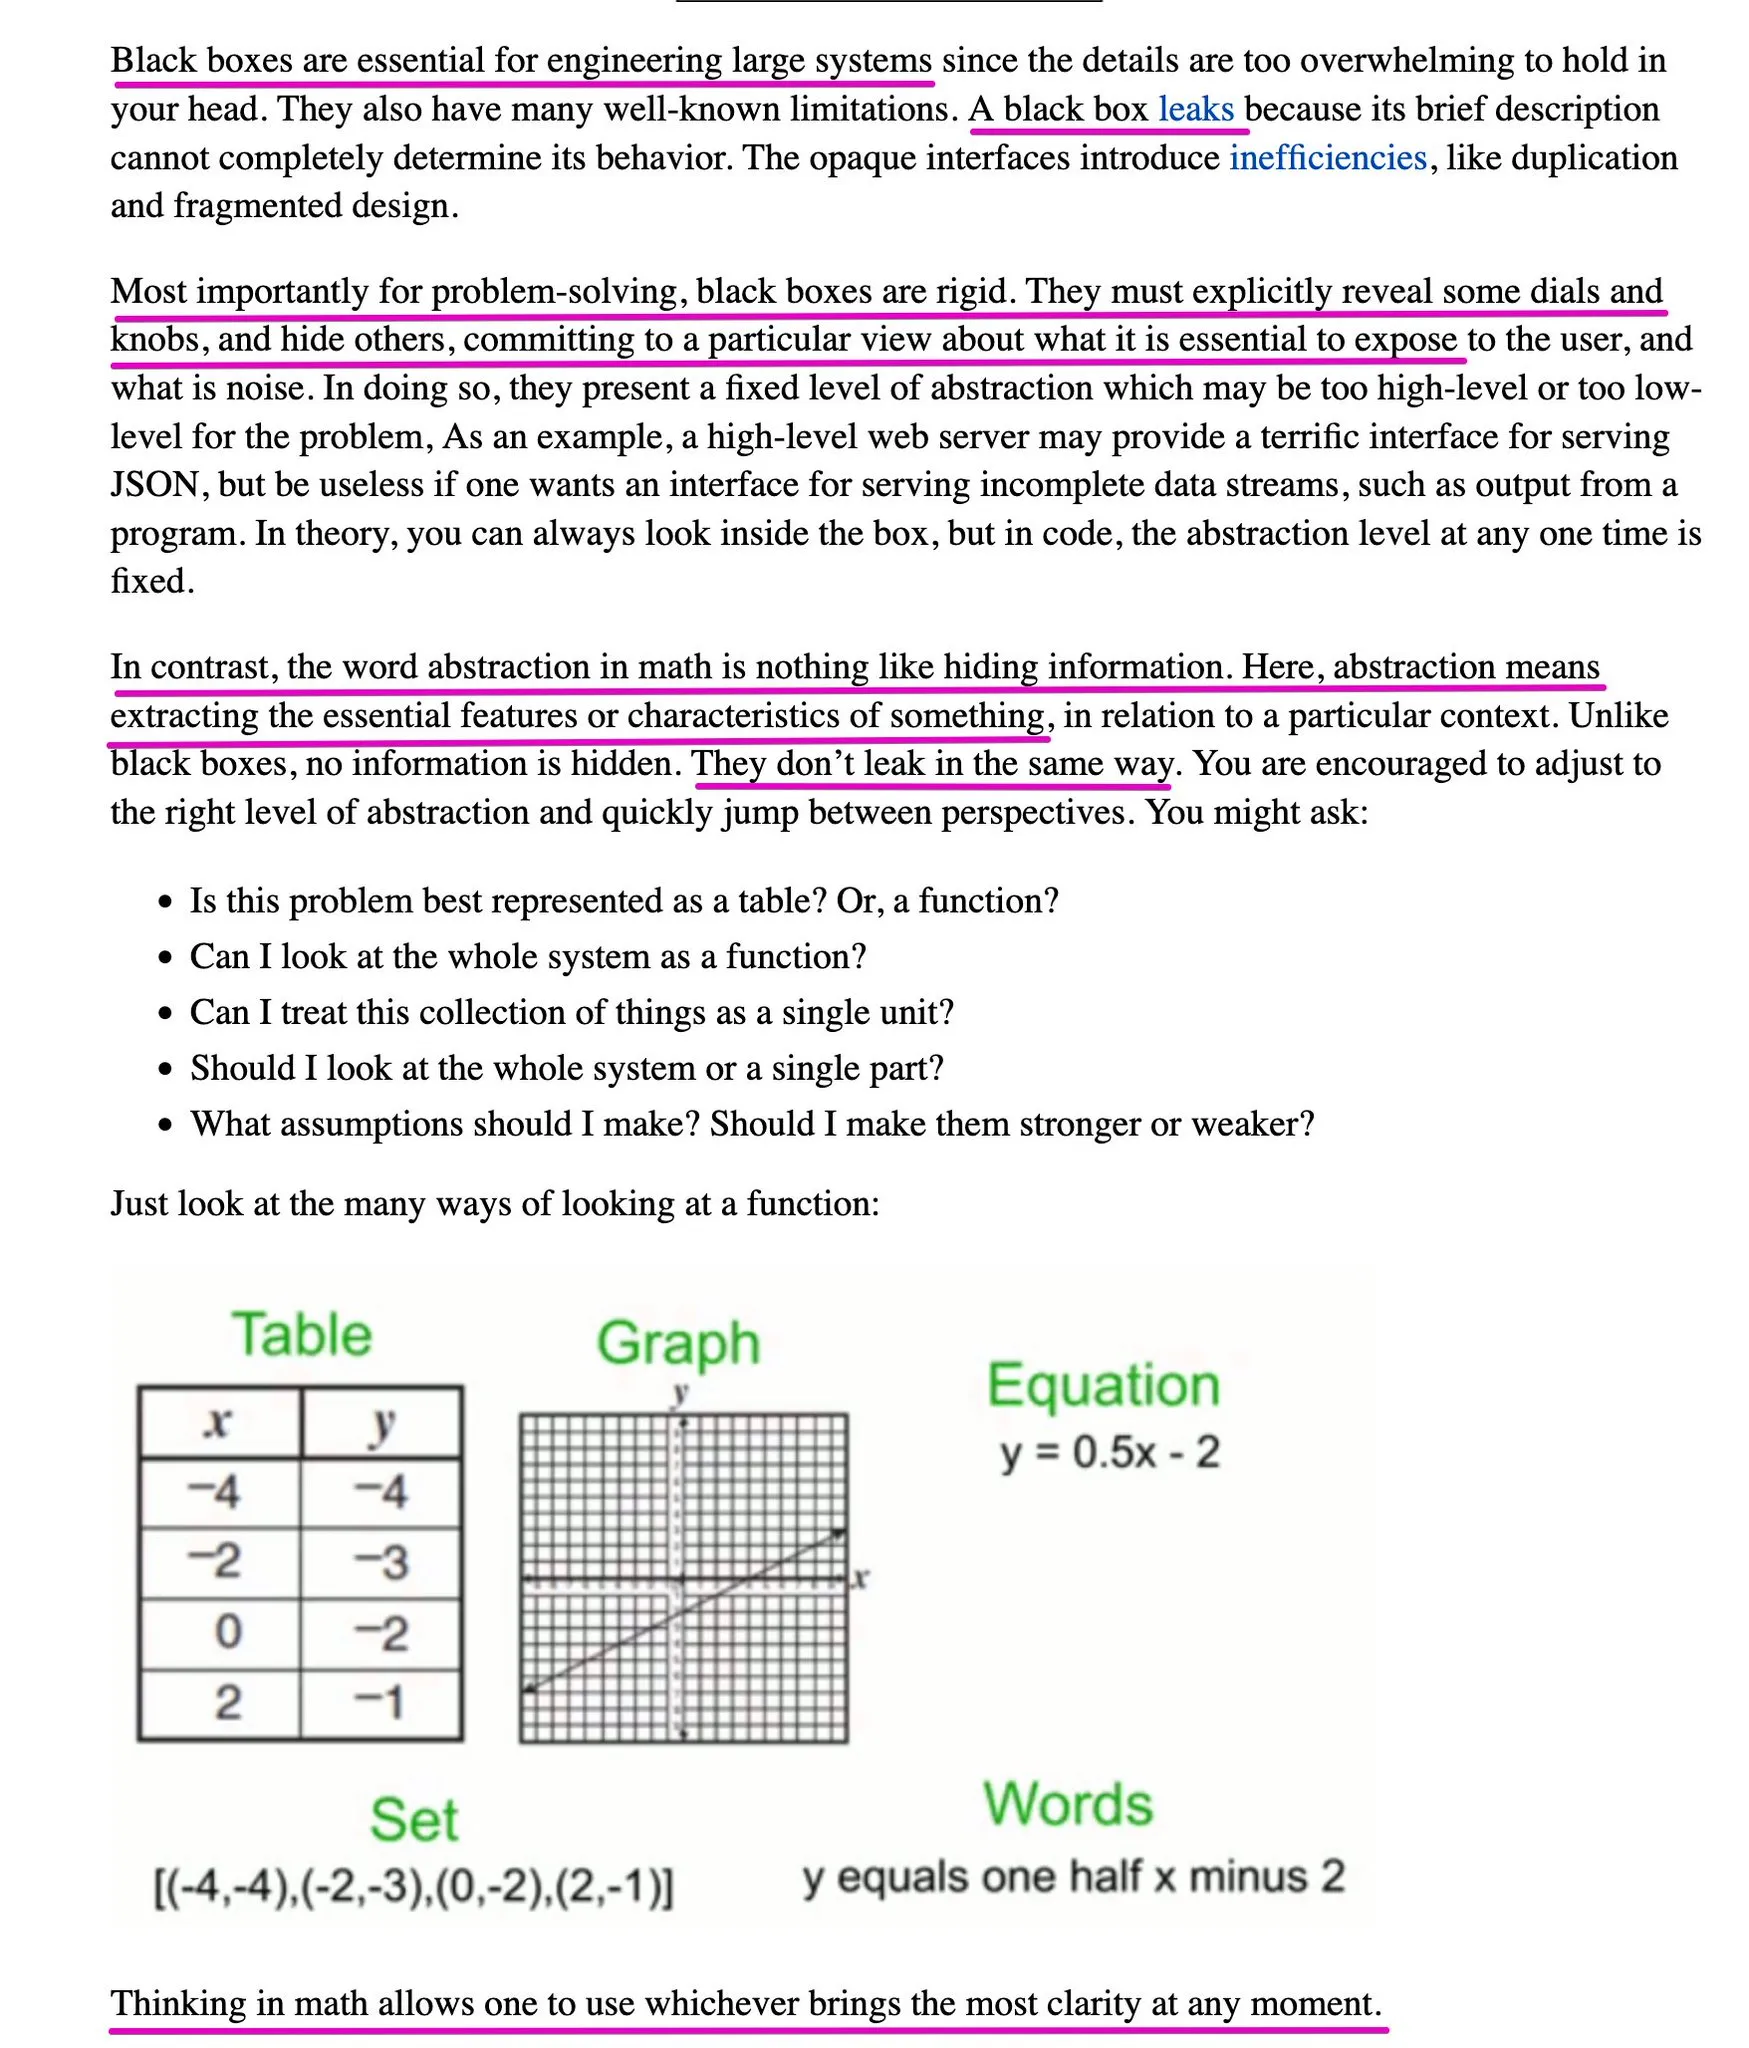 Black boxes are essential for engineering large systems since the details are too overwhelming to hold in
your head. They also have many well-known limitations. A black box leaks because its brief description
cannot completely determine its behavior. The opaque interfaces introduce inefficiencies, like duplication
and fragmented design.
Most importantly for problem-solving, black boxes are rigid. They must explicitly reveal some dials and
knobs, and hide others, committing to a particular view about what it is essential to expose to the user, and
what is noise. In doing so, they present a fixed level of abstraction which may be too high-level or too low-
level for the problem, As an example, a high-level web server may provide a terrific interface for serving
JSON, but be useless if one wants an interface for serving incomplete data streams, such as output from a
program. In theory, you can always look inside the box, but in code, the abstraction level at any one time is
fixed.
In contrast, the word abstraction in math is nothing like hiding information. Here, abstraction means
extracting the essential features or characteristics of something, in relation to a particular context. Unlike
black boxes, no information is hidden. They don’t leak in the same way. You are encouraged to adjust to
the right level of abstraction and quickly jump between perspectives. You might ask:
• Is this problem best represented as a table? Or, a function?
• Can I look at the whole system as a function?
• Can I treat this collection of things as a single unit?
• Should I look at the whole system or a single part?
• What assumptions should I make? Should I make them stronger or weaker?
Just look at the many ways of looking at a function:
Table
x y
−4 −4
−2 −3
0 −2
2 −1
Graph
y
x
Equation
y = 0.5x - 2
Set
[(-4,-4),(-2,-3),(0,-2),(2,-1)]
Words
y equals one half x minus 2
Thinking in math allows one to use whichever brings the most clarity at any moment.